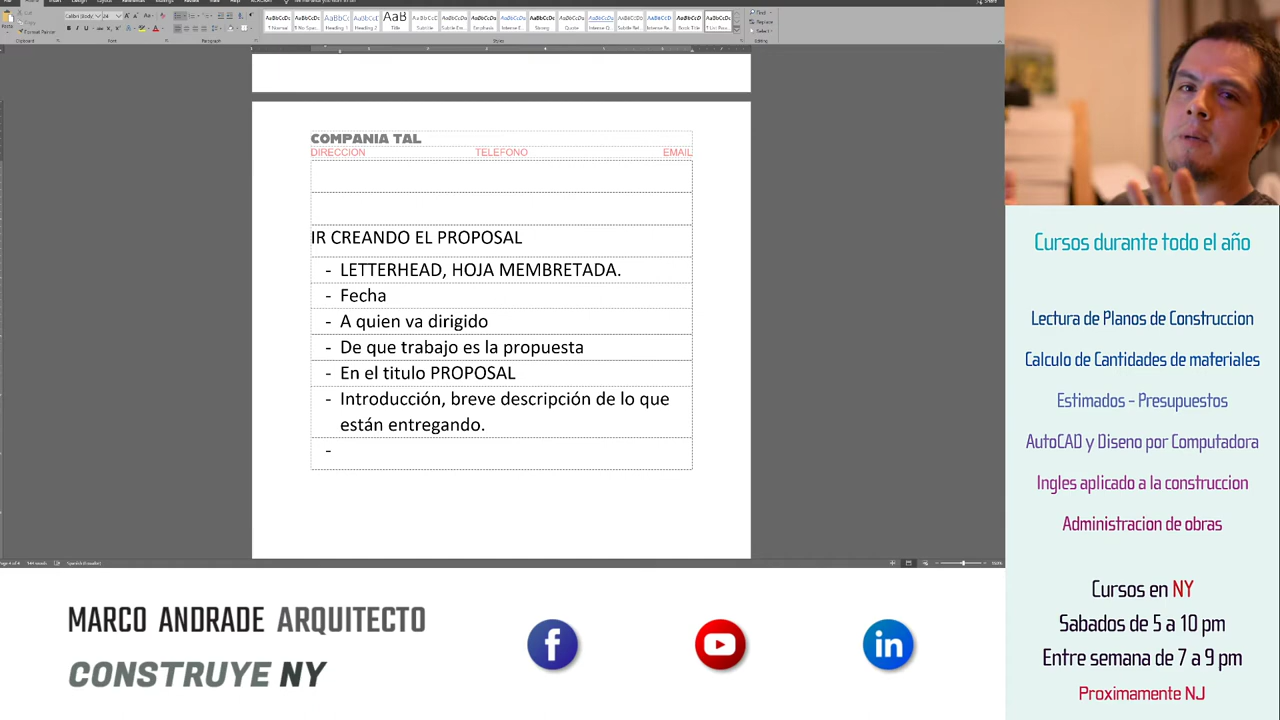 COMPANIA TAL
DIRECCION TELEFONO EMAIL
IR CREANDO EL PROPOSAL
- LETTERHEAD, HOJA MEMBRETADA.
- Fecha
- A quien va dirigido
- De que trabajo es la propuesta
- En el titulo PROPOSAL
- Introducción, breve descripción de lo que
están entregando.
-
Cursos durante todo el año
Lectura de Planos de Construccion
Calculo de Cantidades de materiales
Estimados - Presupuestos
AutoCAD y Diseno por Computadora
Ingles aplicado a la construccion
Administracion de obras
Cursos en NY
Sabados de 5 a 10 pm
Entre semana de 7 a 9 pm
Proximamente NJ
MARCO ANDRADE ARQUITECTO
CONSTRUYE NY